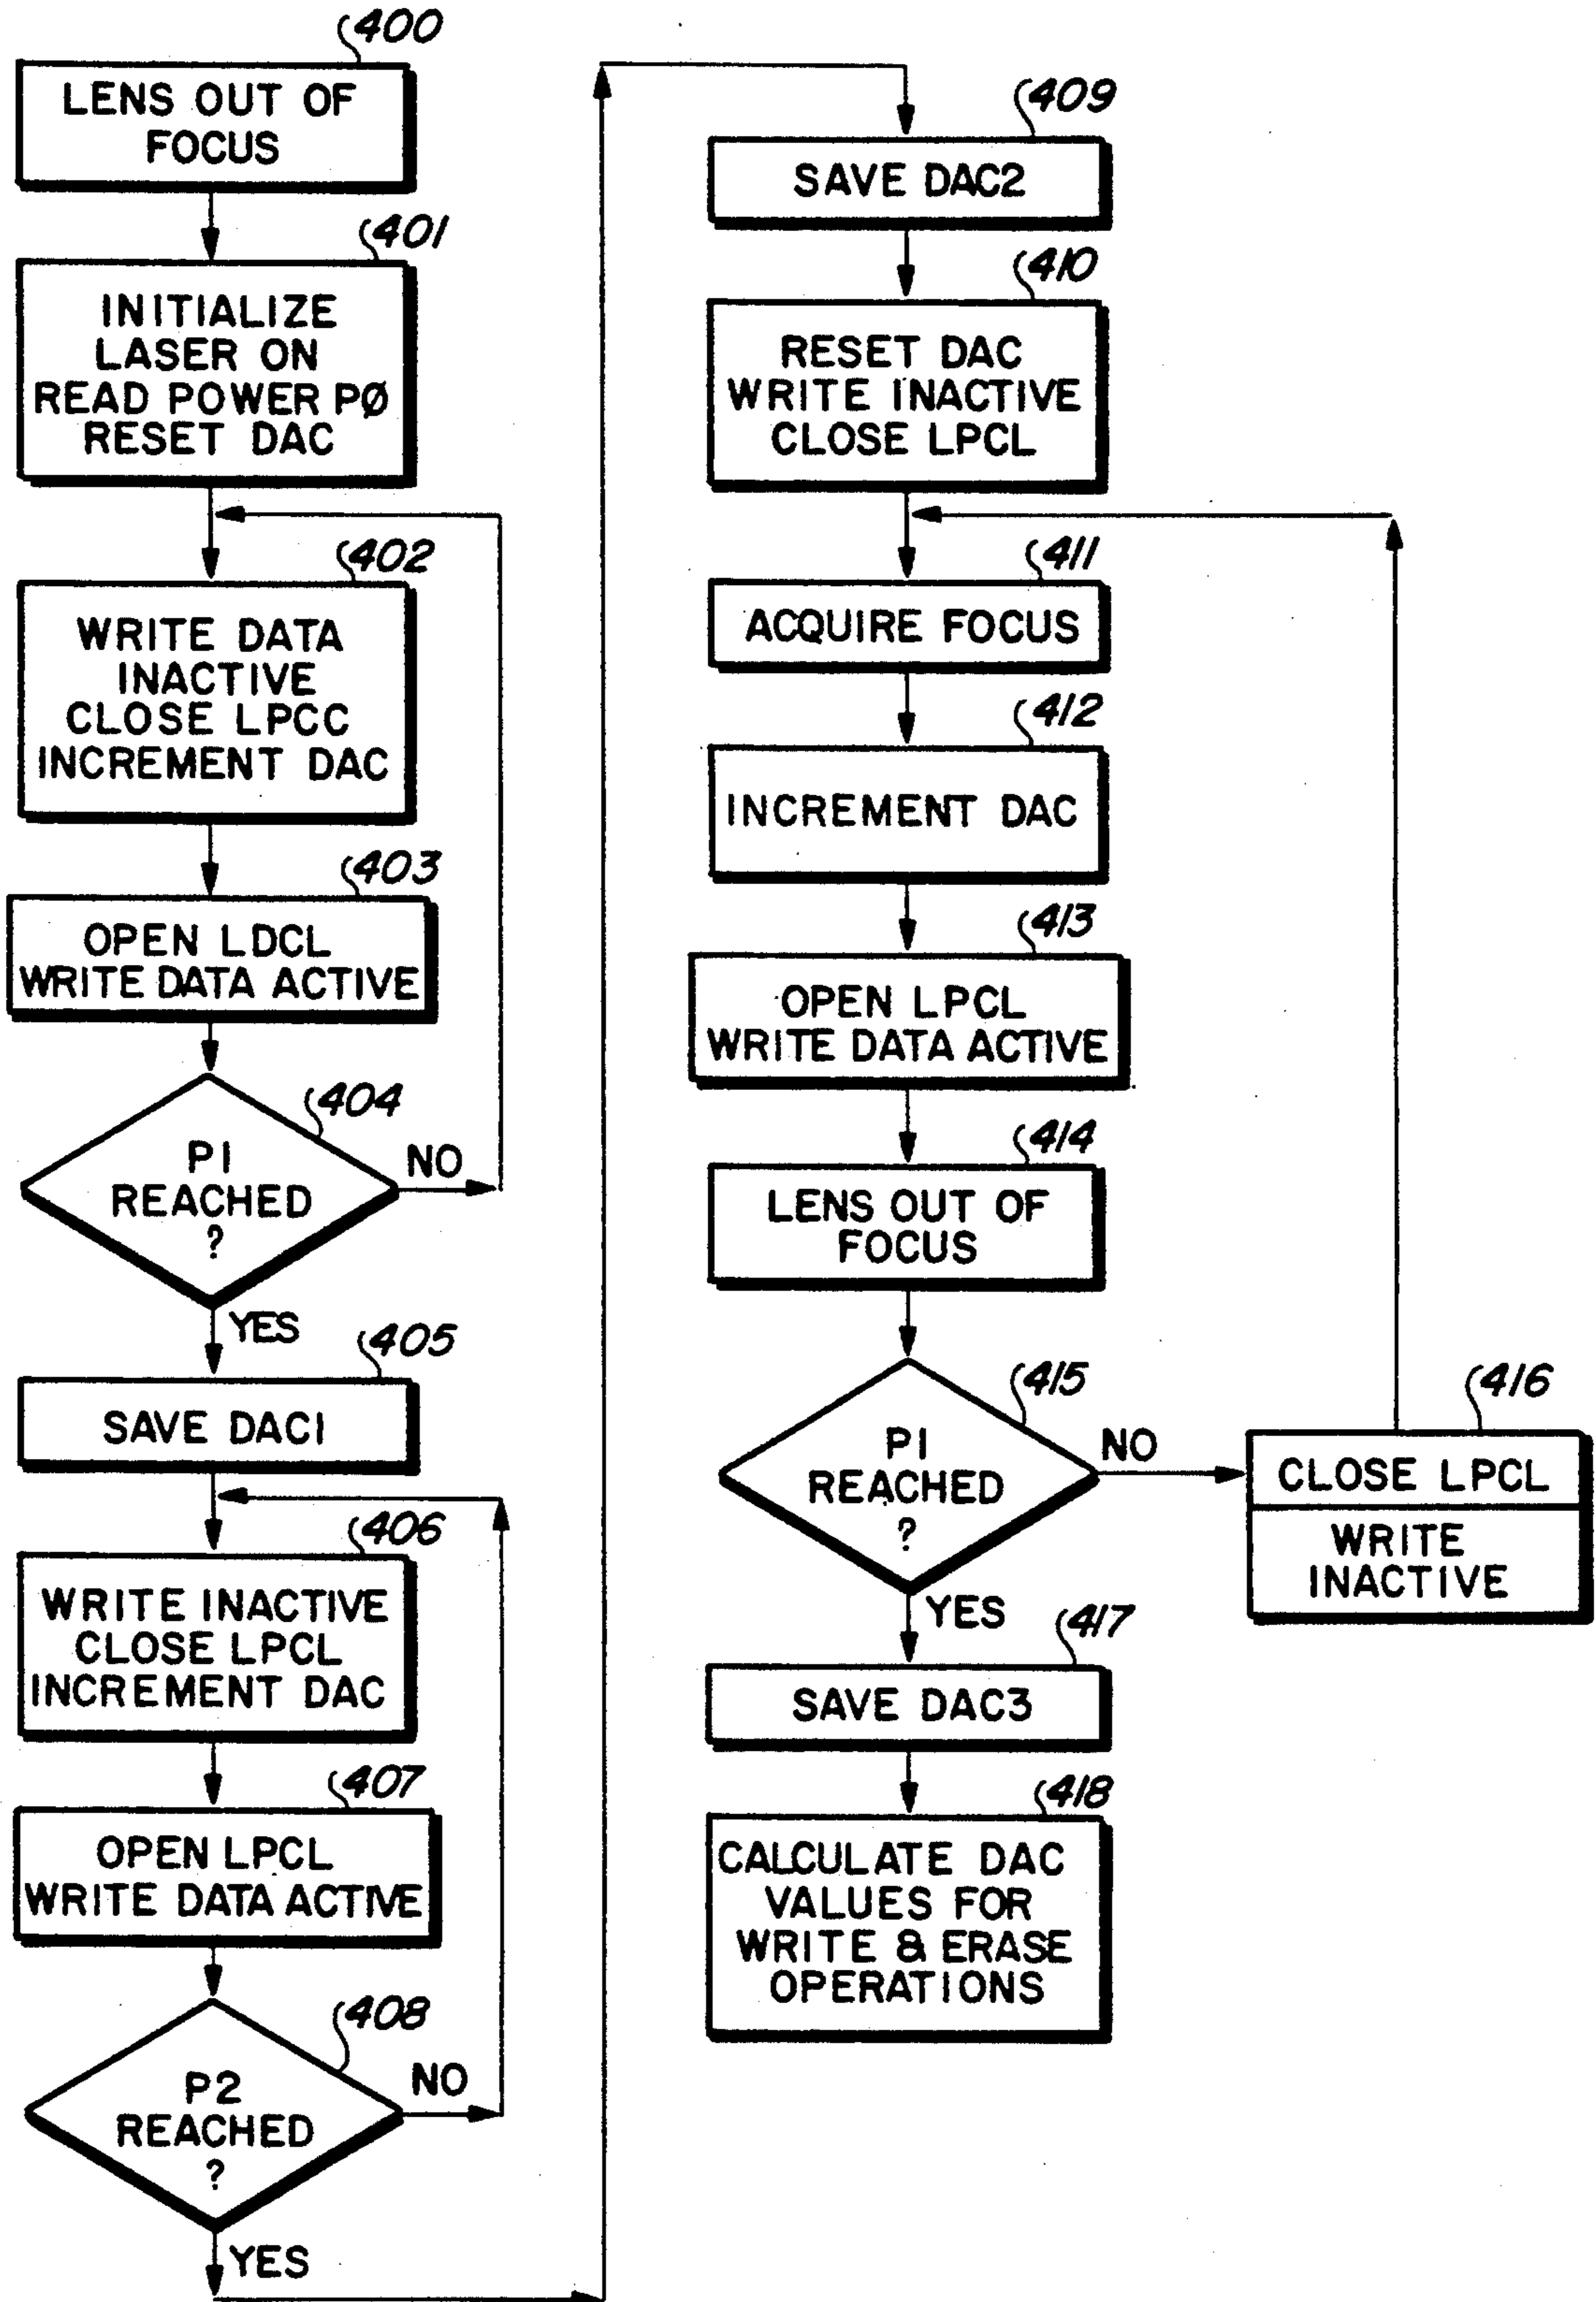 400
LENS OUT OF
FOCUS
401
INITIALIZE
LASER ON
READ POWER PØ
RESET DAC
402
WRITE DATA
INACTIVE
CLOSE LPCC
INCREMENT DAC
403
OPEN LDCL
WRITE DATA ACTIVE
404
P1
REACHED
?
NO
YES
405
SAVE DAC1
406
WRITE INACTIVE
CLOSE LPCL
INCREMENT DAC
407
OPEN LPCL
WRITE DATA ACTIVE
408
P2
REACHED
?
NO
YES
409
SAVE DAC2
410
RESET DAC
WRITE INACTIVE
CLOSE LPCL
411
ACQUIRE FOCUS
412
INCREMENT DAC
413
OPEN LPCL
WRITE DATA ACTIVE
414
LENS OUT OF
FOCUS
415
P1
REACHED
?
NO
YES
416
CLOSE LPCL
WRITE
INACTIVE
417
SAVE DAC3
418
CALCULATE DAC
VALUES FOR
WRITE & ERASE
OPERATIONS